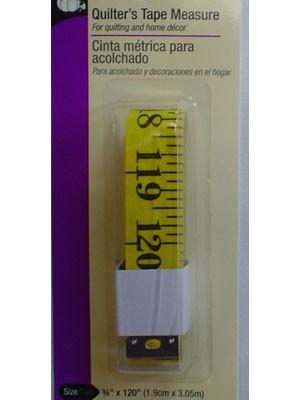 Quilter's Tape Measure
For quilting and home décor
Cinta métrica para
acolchado
Para acolchado y decoraciones en el hogar
8
119
120
Size ¾" x 120" (1.9cm x 3.05m)